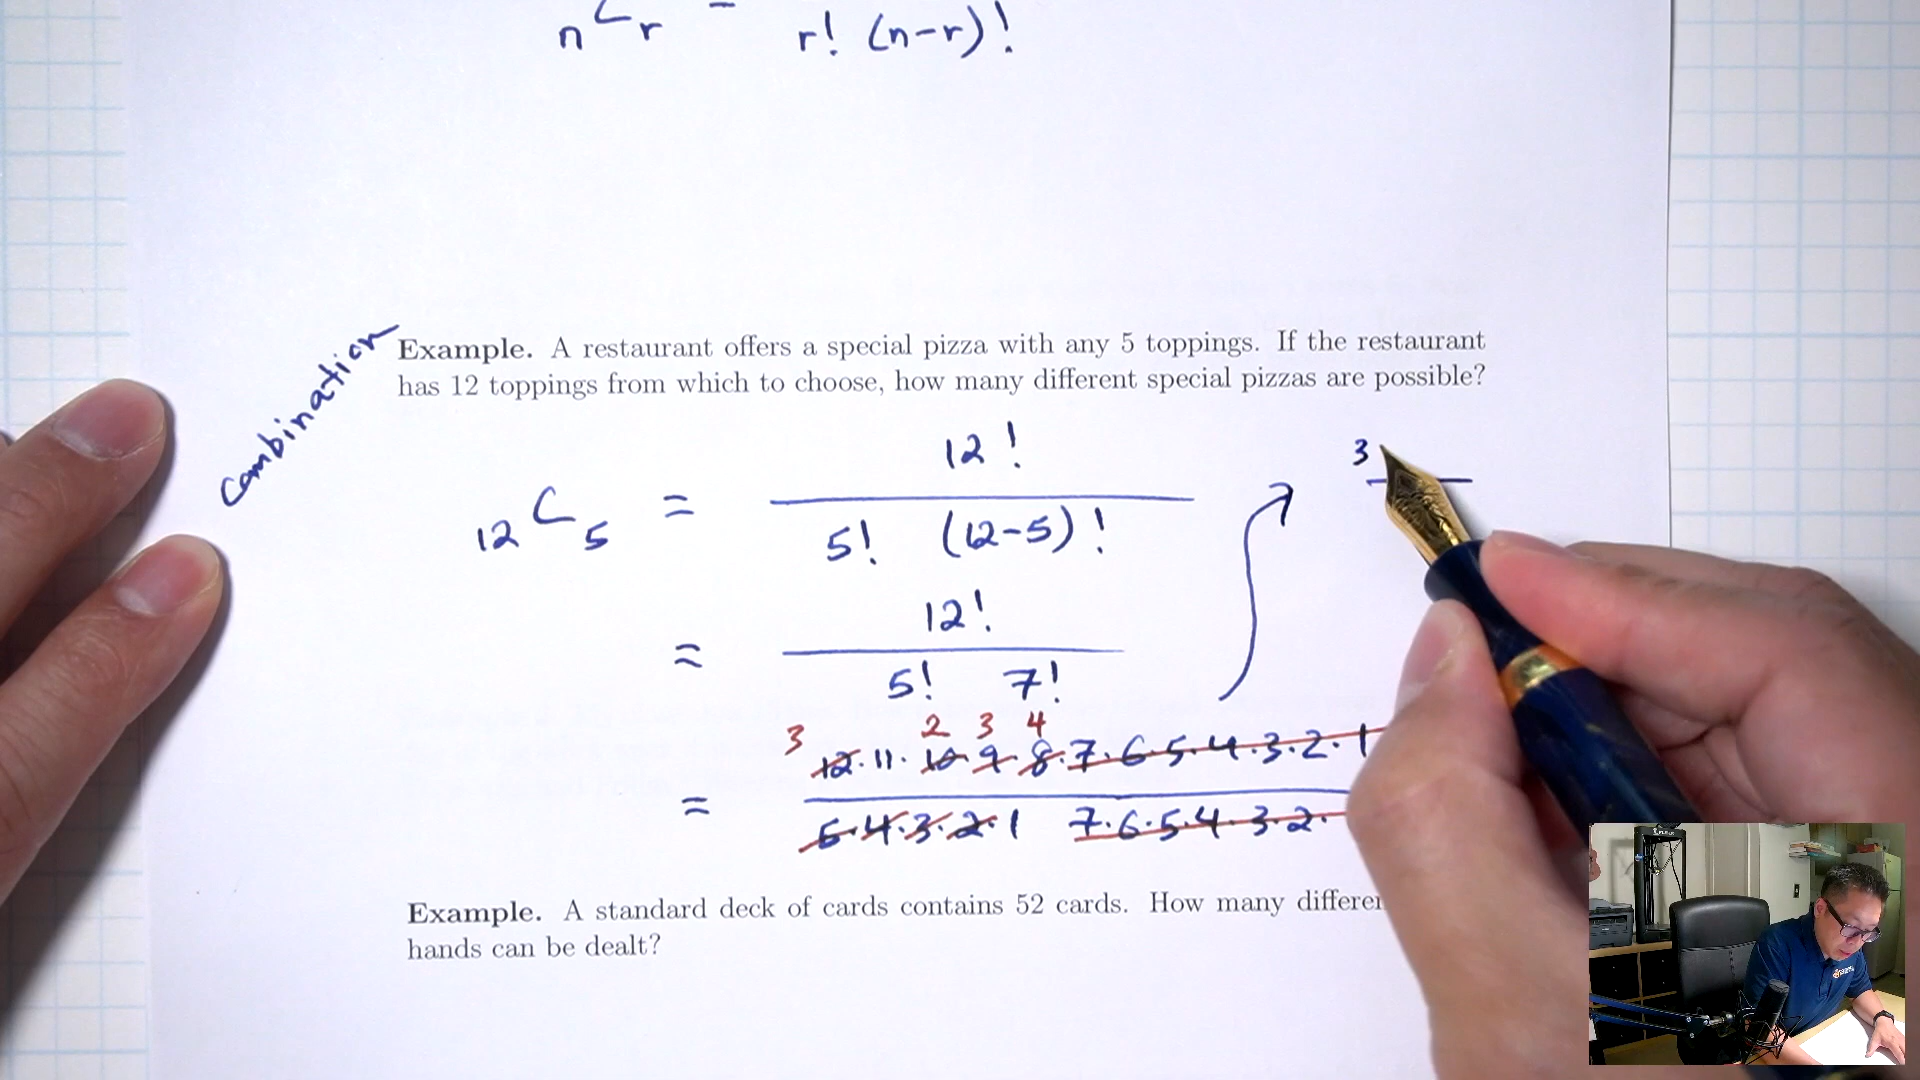 nCr =
r! (n-r)!
Combination
Example. A restaurant offers a special pizza with any 5 toppings. If the restaurant
has 12 toppings from which to choose, how many different special pizzas are possible?
12 !
12C5 =
5! (12-5)!
3
12!
=
5! 7!
3 2 3 4
12·11·10·9·8·7·6·5·4·3·2·1
=
5·4·3·2·1 7·6·5·4·3·2·
Example. A standard deck of cards contains 52 cards. How many
hands can be dealt?